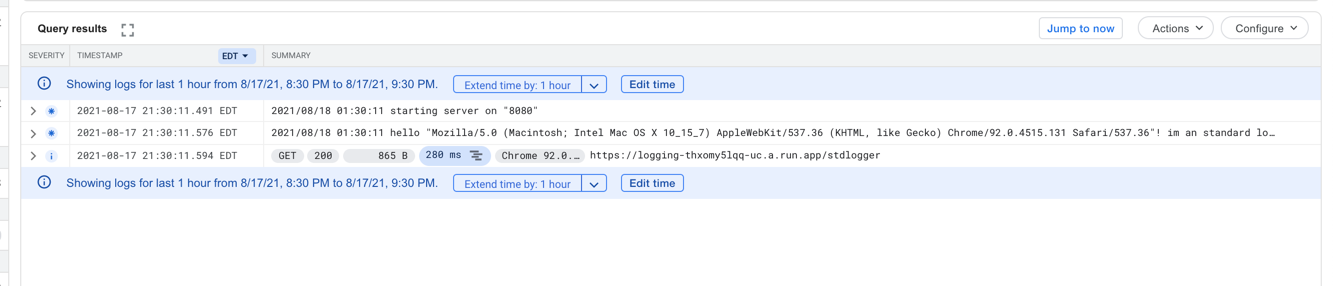 Query results Jump to now Actions Configure
SEVERITY TIMESTAMP EDT SUMMARY
Showing logs for last 1 hour from 8/17/21, 8:30 PM to 8/17/21, 9:30 PM. Extend time by: 1 hour Edit time
2021-08-17 21:30:11.491 EDT 2021/08/18 01:30:11 starting server on "8080"
2021-08-17 21:30:11.576 EDT 2021/08/18 01:30:11 hello "Mozilla/5.0 (Macintosh; Intel Mac OS X 10_15_7) AppleWebKit/537.36 (KHTML, like Gecko) Chrome/92.0.4515.131 Safari/537.36"! im an standard lo…
2021-08-17 21:30:11.594 EDT GET 200 865 B 280 ms Chrome 92.0.… https://logging-thxomy5lqq-uc.a.run.app/stdlogger
Showing logs for last 1 hour from 8/17/21, 8:30 PM to 8/17/21, 9:30 PM. Extend time by: 1 hour Edit time